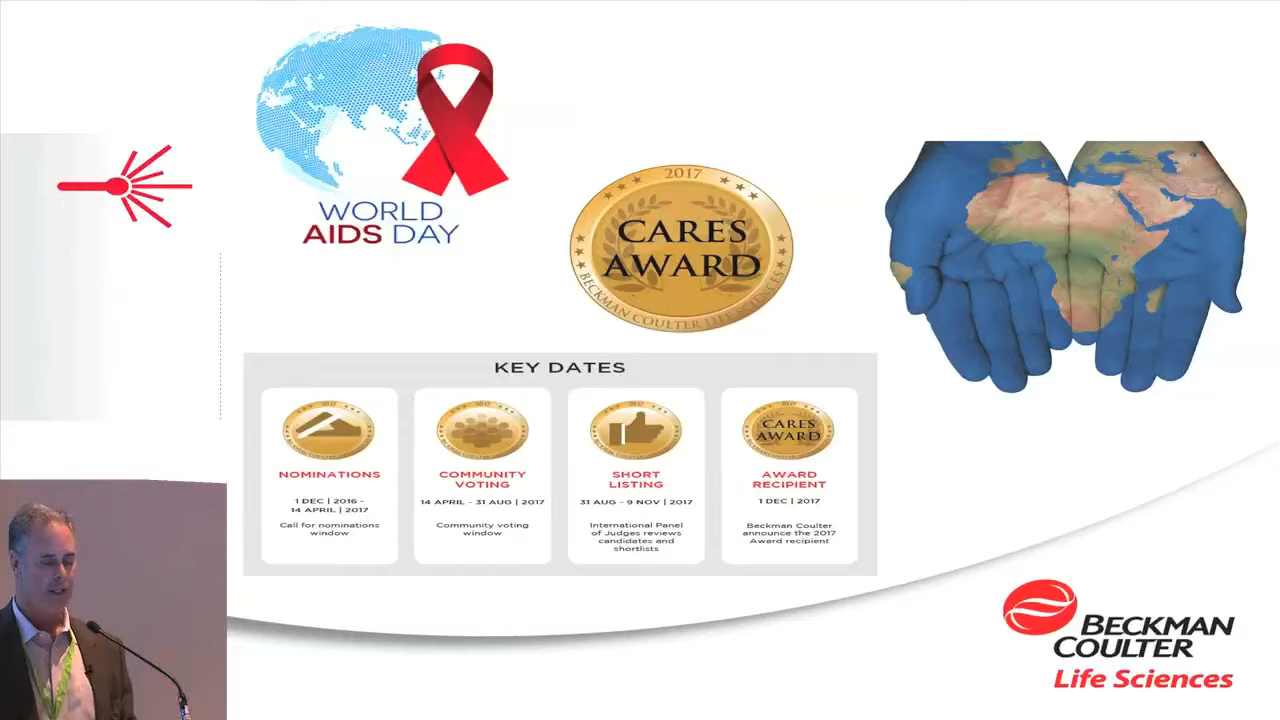 WORLD
AIDS DAY
2017
CARES
AWARD
BECKMAN COULTER LIFE SCIENCES
KEY DATES
NOMINATIONS
1 DEC | 2016 -
14 APRIL | 2017
Call for nominations
window
COMMUNITY
VOTING
14 APRIL - 31 AUG | 2017
Community voting
window
SHORT
LISTING
31 AUG - 9 NOV | 2017
International Panel
of Judges reviews
candidates and
shortlists
CARES
AWARD
AWARD
RECIPIENT
1 DEC | 2017
Beckman Coulter
announce the 2017
Award recipient
BECKMAN
COULTER
Life Sciences